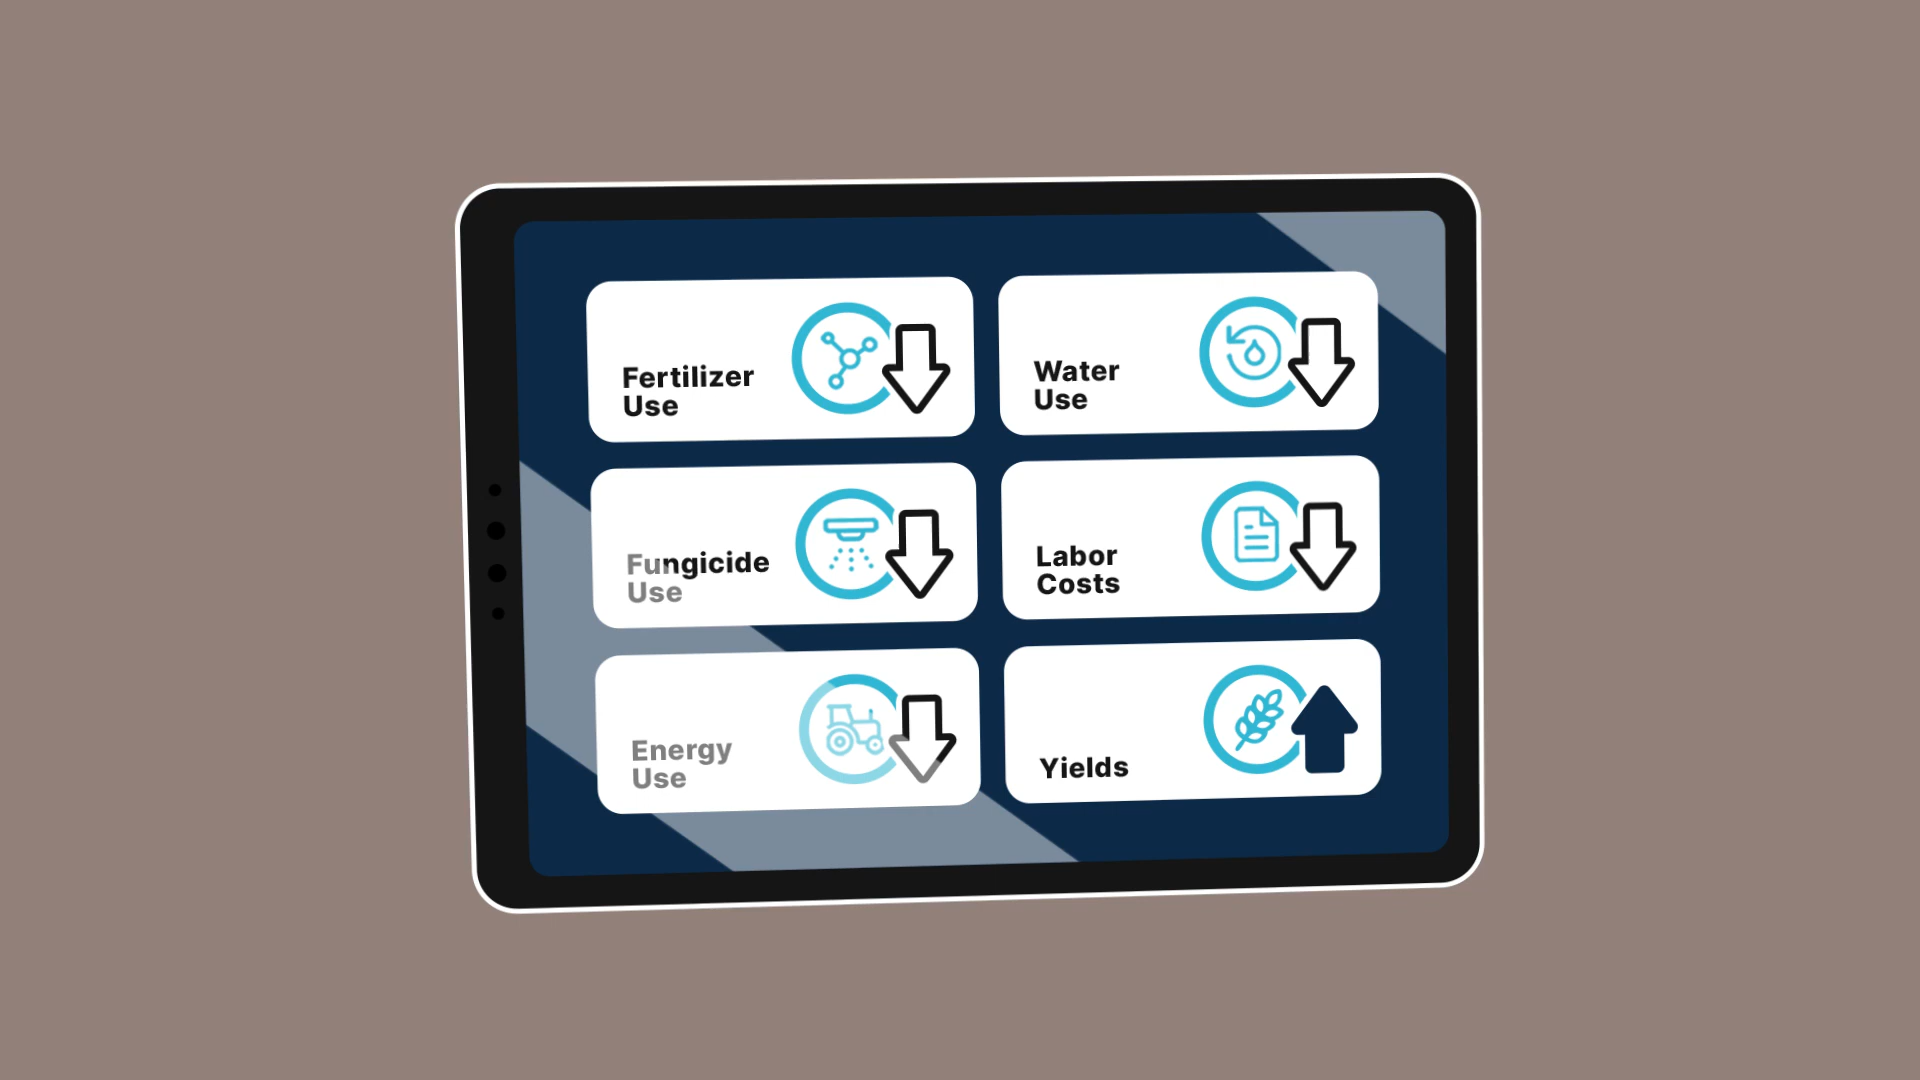 Fertilizer
Use
Water
Use
Fungicide
Use
Labor
Costs
Energy
Use
Yields